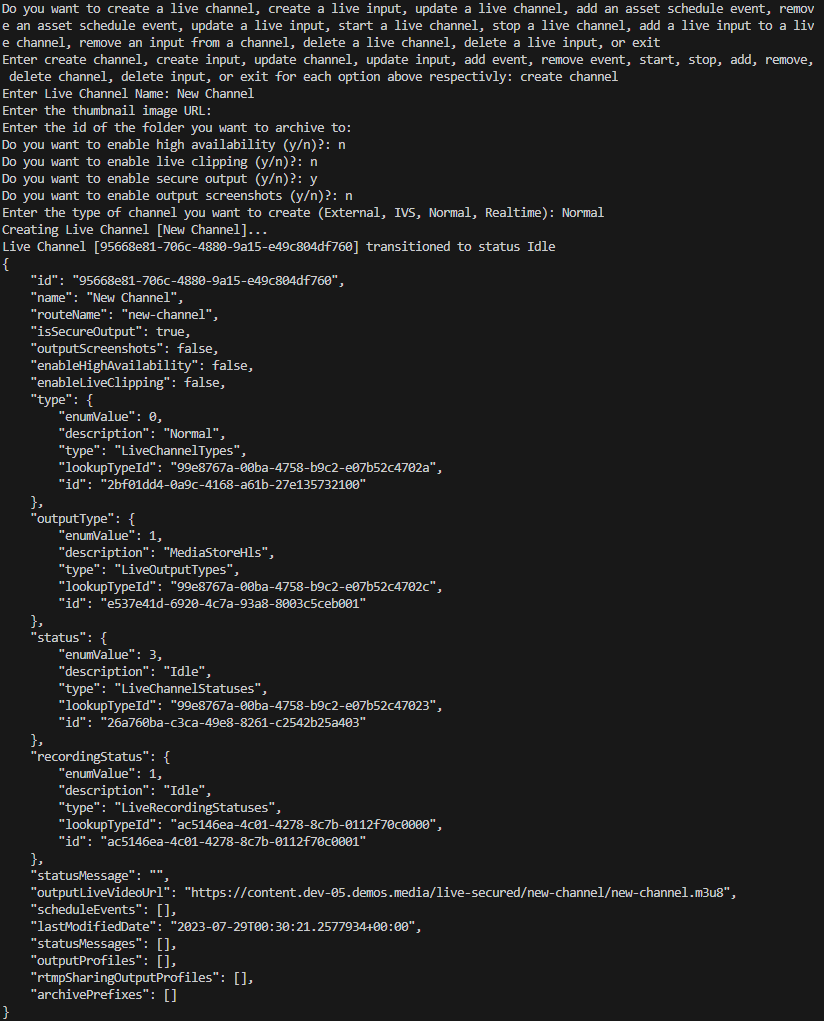 Do you want to create a live channel, create a live input, update a live channel, add an asset schedule event, remov
e an asset schedule event, update a live input, start a live channel, stop a live channel, add a live input to a liv
e channel, remove an input from a channel, delete a live channel, delete a live input, or exit
Enter create channel, create input, update channel, update input, add event, remove event, start, stop, add, remove,
 delete channel, delete input, or exit for each option above respectivly: create channel
Enter Live Channel Name: New Channel
Enter the thumbnail image URL:
Enter the id of the folder you want to archive to:
Do you want to enable high availability (y/n)?: n
Do you want to enable live clipping (y/n)?: n
Do you want to enable secure output (y/n)?: y
Do you want to enable output screenshots (y/n)?: n
Enter the type of channel you want to create (External, IVS, Normal, Realtime): Normal
Creating Live Channel [New Channel]...
Live Channel [95668e81-706c-4880-9a15-e49c804df760] transitioned to status Idle
{
    "id": "95668e81-706c-4880-9a15-e49c804df760",
    "name": "New Channel",
    "routeName": "new-channel",
    "isSecureOutput": true,
    "outputScreenshots": false,
    "enableHighAvailability": false,
    "enableLiveClipping": false,
    "type": {
        "enumValue": 0,
        "description": "Normal",
        "type": "LiveChannelTypes",
        "lookupTypeId": "99e8767a-00ba-4758-b9c2-e07b52c4702a",
        "id": "2bf01dd4-0a9c-4168-a61b-27e135732100"
    },
    "outputType": {
        "enumValue": 1,
        "description": "MediaStoreHls",
        "type": "LiveOutputTypes",
        "lookupTypeId": "99e8767a-00ba-4758-b9c2-e07b52c4702c",
        "id": "e537e41d-6920-4c7a-93a8-8003c5ceb001"
    },
    "status": {
        "enumValue": 3,
        "description": "Idle",
        "type": "LiveChannelStatuses",
        "lookupTypeId": "99e8767a-00ba-4758-b9c2-e07b52c47023",
        "id": "26a760ba-c3ca-49e8-8261-c2542b25a403"
    },
    "recordingStatus": {
        "enumValue": 1,
        "description": "Idle",
        "type": "LiveRecordingStatuses",
        "lookupTypeId": "ac5146ea-4c01-4278-8c7b-0112f70c0000",
        "id": "ac5146ea-4c01-4278-8c7b-0112f70c0001"
    },
    "statusMessage": "",
    "outputLiveVideoUrl": "https://content.dev-05.demos.media/live-secured/new-channel/new-channel.m3u8",
    "scheduleEvents": [],
    "lastModifiedDate": "2023-07-29T00:30:21.2577934+00:00",
    "statusMessages": [],
    "outputProfiles": [],
    "rtmpSharingOutputProfiles": [],
    "archivePrefixes": []
}